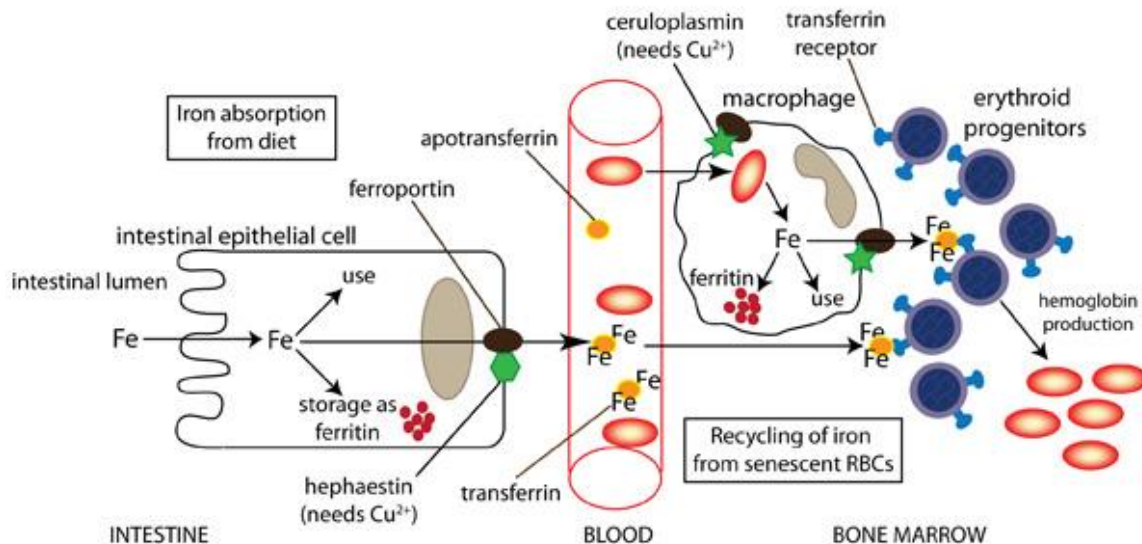 ceruloplasmin
(needs Cu²⁺)
transferrin
receptor
macrophage
erythroid
progenitors
Iron absorption
from diet
apotransferrin
ferroportin
intestinal epithelial cell
intestinal lumen
use
Fe
Fe
storage as
ferritin
hephaestin
(needs Cu²⁺)
transferrin
Fe
Fe
Fe
Fe
Fe
ferritin
use
Fe
Fe
Fe
Fe
hemoglobin
production
Recycling of iron
from senescent RBCs
INTESTINE
BLOOD
BONE MARROW